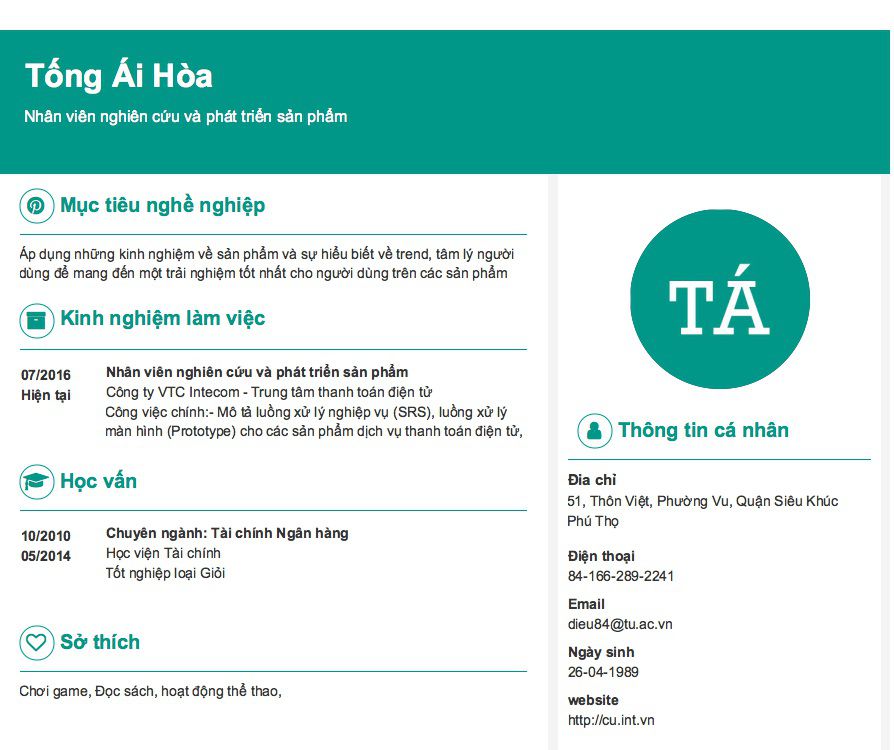 Tống Ái Hòa
Nhân viên nghiên cứu và phát triển sản phẩm
Mục tiêu nghề nghiệp
Áp dụng những kinh nghiệm về sản phẩm và sự hiểu biết về trend, tâm lý người
dùng để mang đến một trải nghiệm tốt nhất cho người dùng trên các sản phẩm
Kinh nghiệm làm việc
07/2016
Hiện tại
Nhân viên nghiên cứu và phát triển sản phẩm
Công ty VTC Intecom - Trung tâm thanh toán điện tử
Công việc chính:- Mô tả luồng xử lý nghiệp vụ (SRS), luồng xử lý
màn hình (Prototype) cho các sản phẩm dịch vụ thanh toán điện tử,
Học vấn
10/2010
05/2014
Chuyên ngành: Tài chính Ngân hàng
Học viện Tài chính
Tốt nghiệp loại Giỏi
Sở thích
Chơi game, Đọc sách, hoạt động thể thao,
TÁ
Thông tin cá nhân
Đia chỉ
51, Thôn Việt, Phường Vu, Quận Siêu Khúc
Phú Thọ
Điện thoại
84-166-289-2241
Email
dieu84@tu.ac.vn
Ngày sinh
26-04-1989
website
http://cu.int.vn